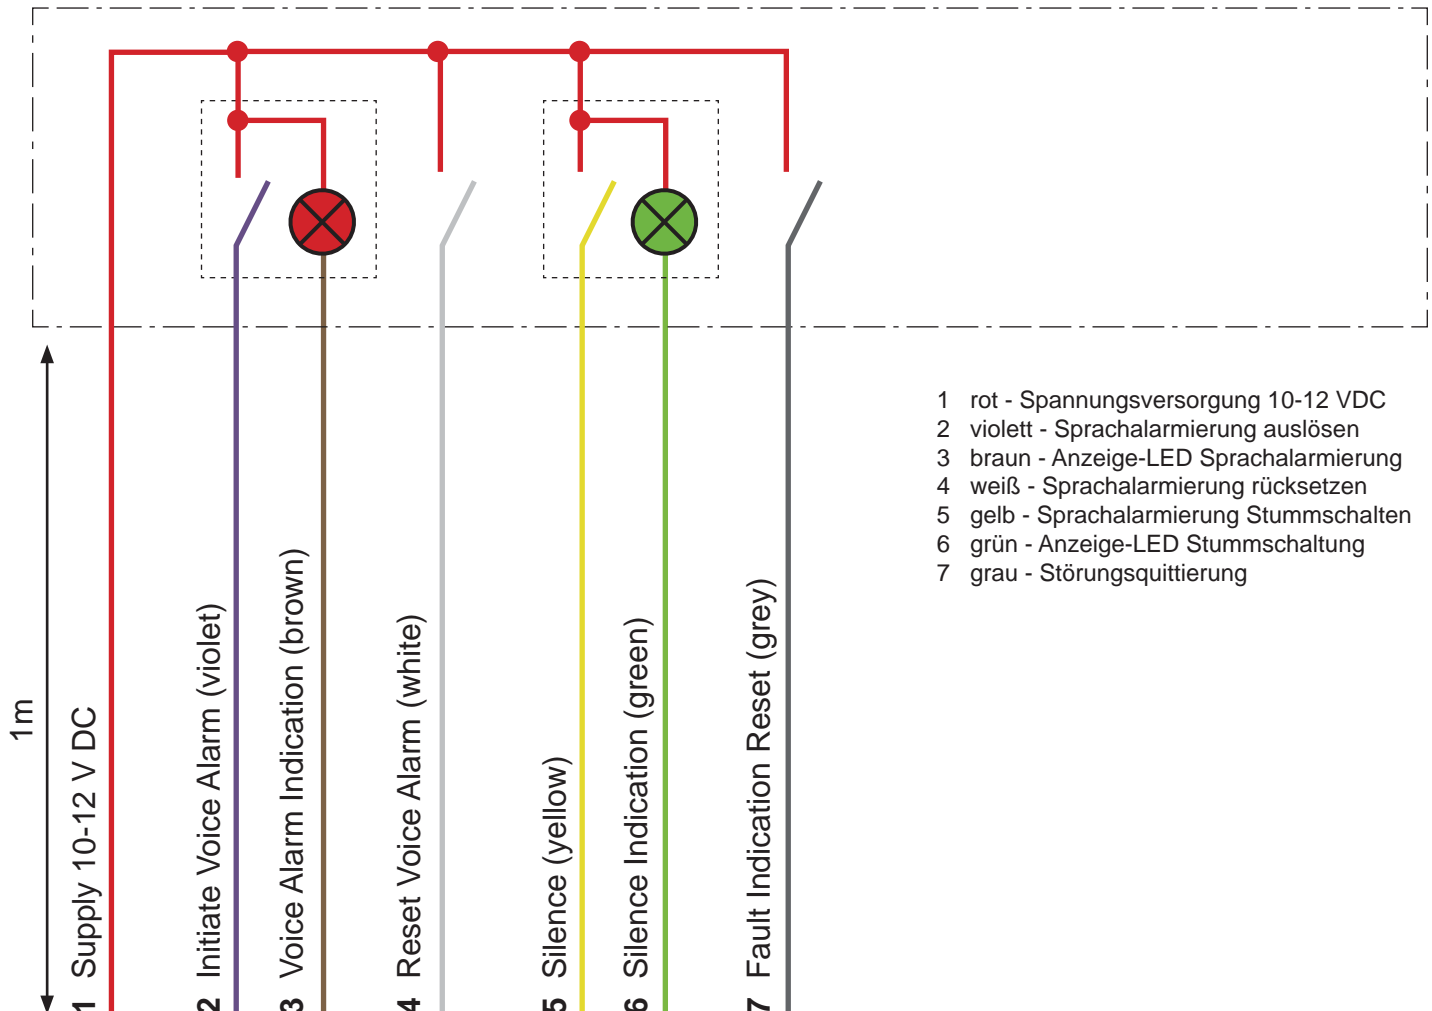 1m
1 Supply 10-12 V DC
2 Initiate Voice Alarm (violet)
3 Voice Alarm Indication (brown)
4 Reset Voice Alarm (white)
5 Silence (yellow)
6 Silence Indication (green)
7 Fault Indication Reset (grey)
1 rot - Spannungsversorgung 10-12 VDC
2 violett - Sprachalarmierung auslösen
3 braun - Anzeige-LED Sprachalarmierung
4 weiß - Sprachalarmierung rücksetzen
5 gelb - Sprachalarmierung Stummschalten
6 grün - Anzeige-LED Stummschaltung
7 grau - Störungsquittierung